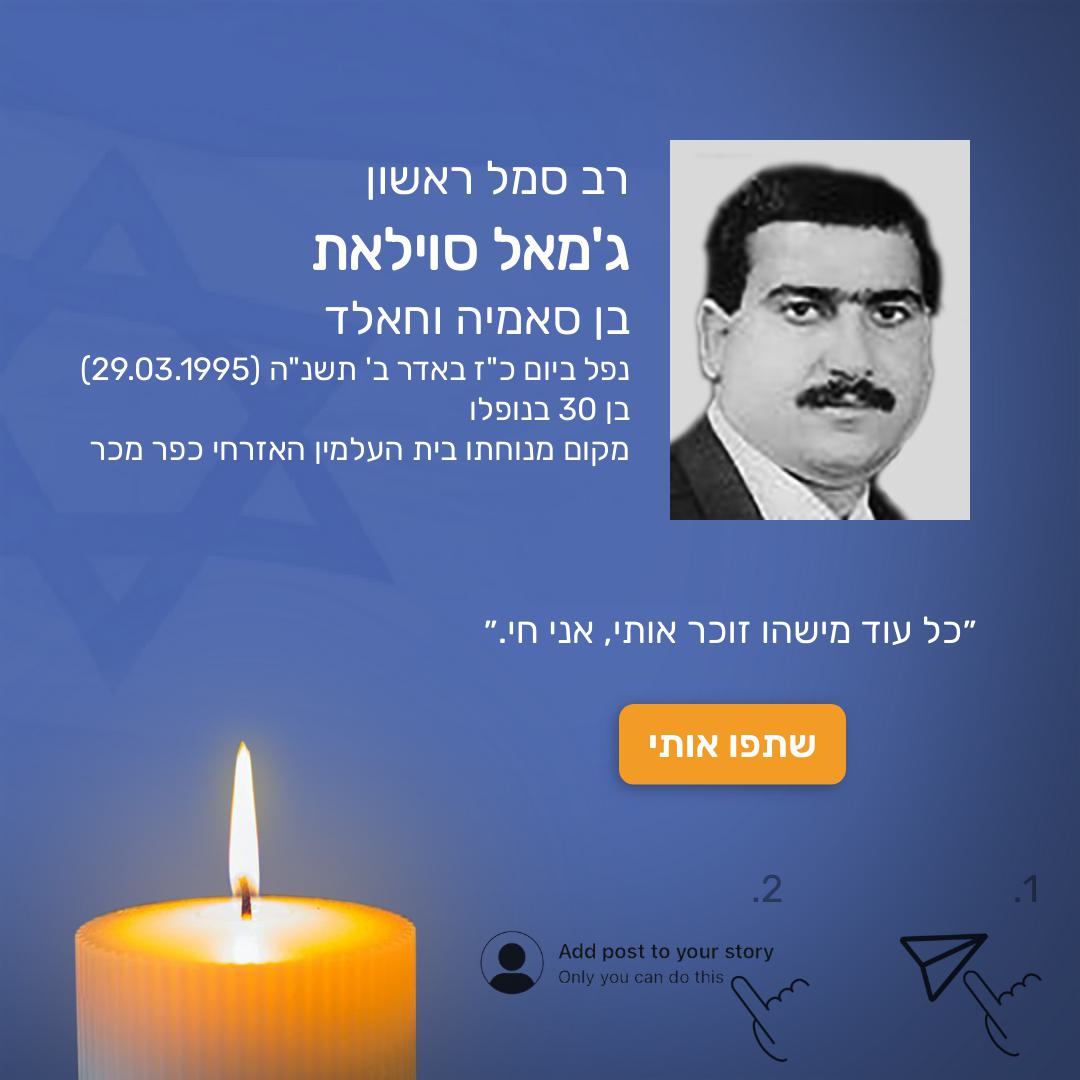 רב סמל ראשון
ג'מאל סוילאת
בן סאמיה וחאלד
נפל ביום כ"ז באדר ב' תשנ"ה (29.03.1995)
בן 30 בנופלו
מקום מנוחתו בית העלמין האזרחי כפר מכר
״כל עוד מישהו זוכר אותי, אני חי.״
שתפו אותי
1.
2.
Add post to your story
Only you can do this